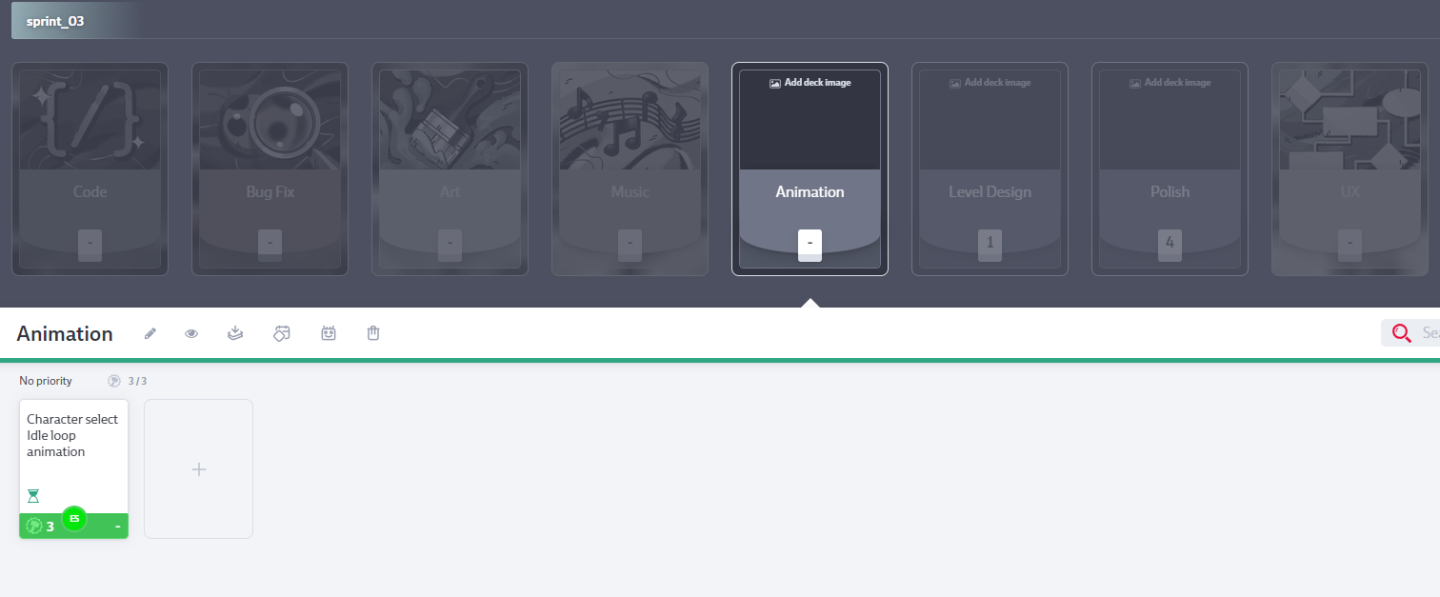 sprint_03
Add deck image
Add deck image
Add deck image
Code
Bug Fix
Art
Music
Animation
Level Design
Polish
UX
-
-
-
-
-
1
4
-
Animation
Sea
No priority
3 / 3
Character select
Idle loop
animation
ES
3
-